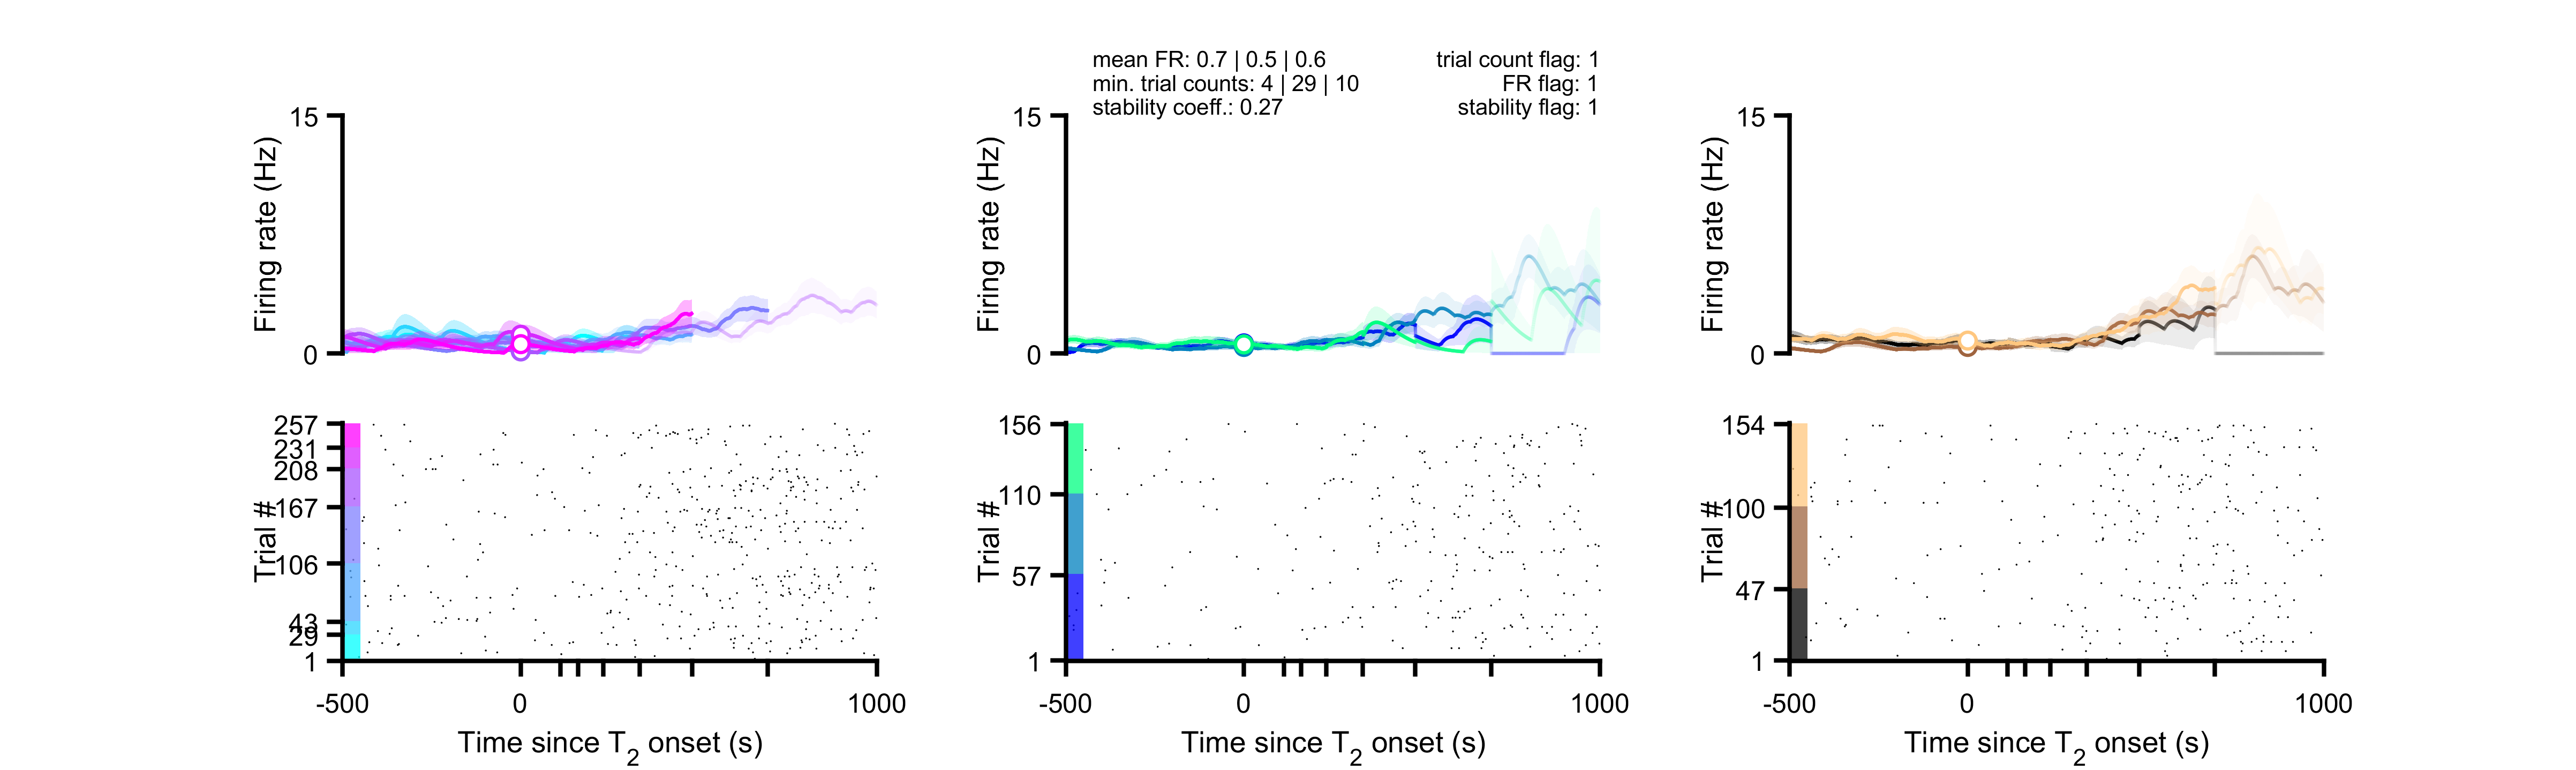 mean FR: 0.7 | 0.5 | 0.6
min. trial counts: 4 | 29 | 10
stability coeff.: 0.27
trial count flag: 1
FR flag: 1
stability flag: 1
15
0
Firing rate (Hz)
15
0
Firing rate (Hz)
15
0
Firing rate (Hz)
257
231
208
167
106
43
29
1
Trial #
-500
0
1000
Time since T2 onset (s)
156
110
57
1
Trial #
-500
0
1000
Time since T2 onset (s)
154
100
47
1
Trial #
-500
0
1000
Time since T2 onset (s)